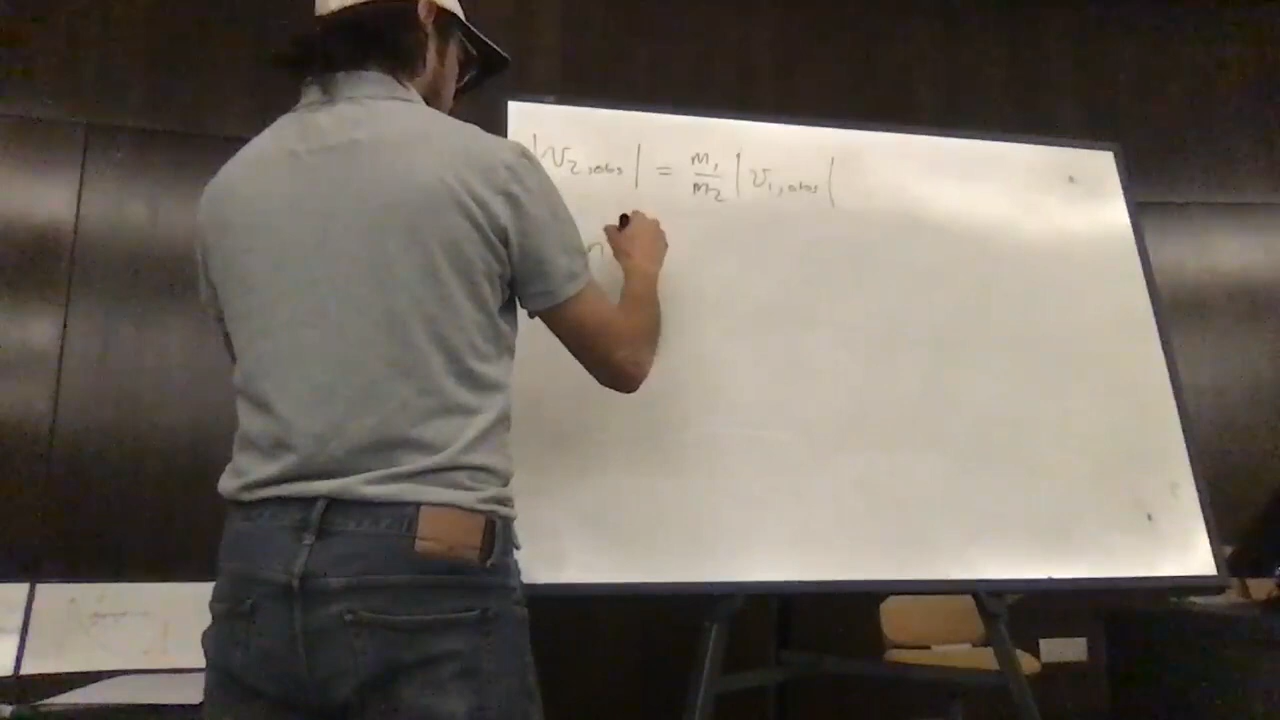 |v₂,obs| = m₁/m₂ |v₁,obs|
m